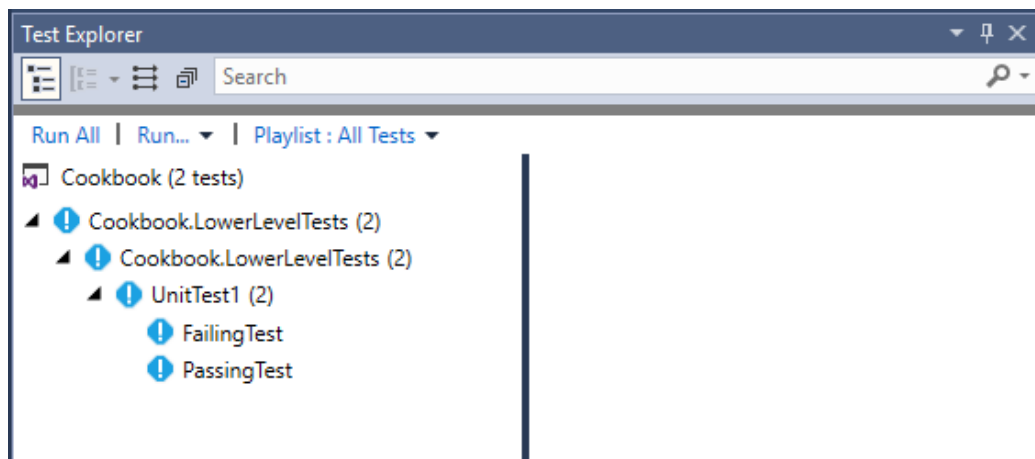 Test Explorer
Search
Run All | Run... | Playlist : All Tests
Cookbook (2 tests)
Cookbook.LowerLevelTests (2)
Cookbook.LowerLevelTests (2)
UnitTest1 (2)
FailingTest
PassingTest